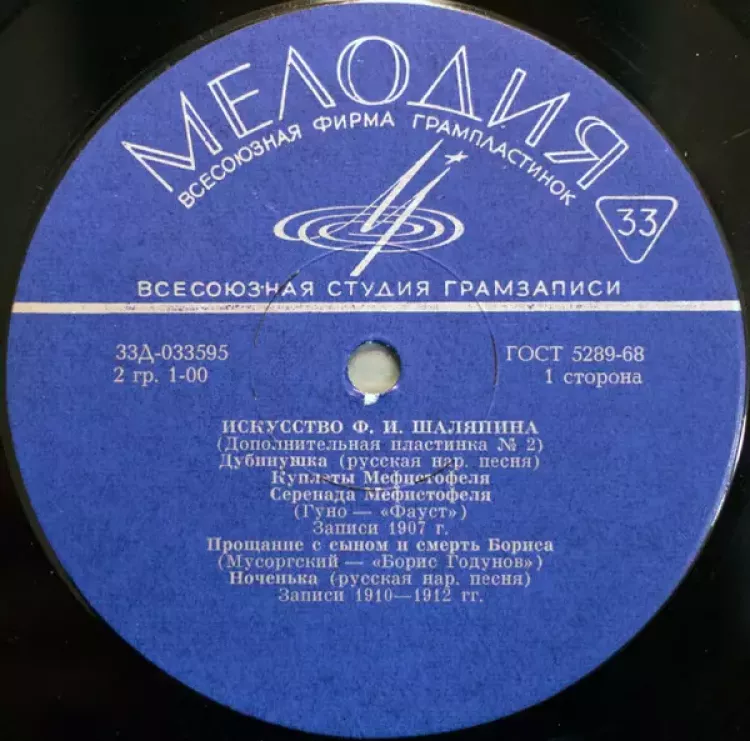 МЕЛОДИЯ
ВСЕСОЮЗНАЯ ФИРМА ГРАМПЛАСТИНОК
33
ВСЕСОЮЗНАЯ СТУДИЯ ГРАМЗАПИСИ
33Д-033595
ГОСТ 5289-68
2 гр. 1-00
1 сторона
ИСКУССТВО Ф. И. ШАЛЯПИНА
(Дополнительная пластинка № 2)
Дубинушка (русская нар. песня)
Куплеты Мефистофеля
Серенада Мефистофеля
(Гуно — «Фауст»)
Записи 1907 г.
Прощание с сыном и смерть Бориса
(Мусоргский — «Борис Годунов»)
Ноченька (русская нар. песня)
Записи 1910—1912 гг.